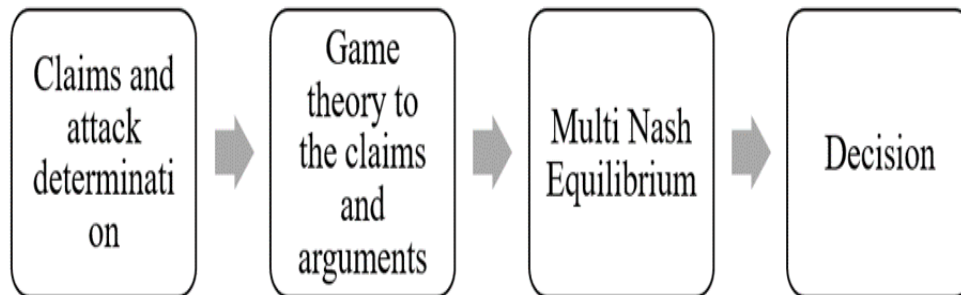 Claims and
attack
determinati
on
Game
theory to
the claims
and
arguments
Multi Nash
Equilibrium
Decision